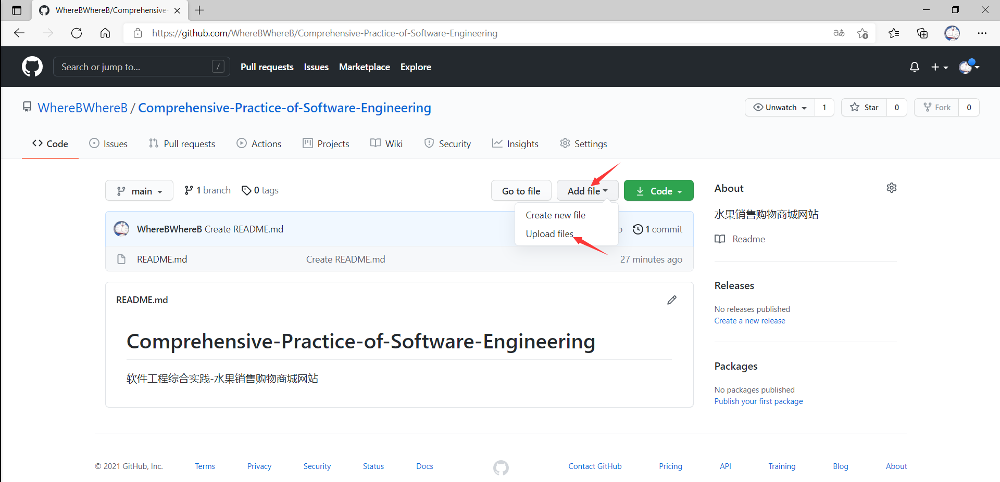 WhereBWhereB/Comprehensive-
https://github.com/WhereBWhereB/Comprehensive-Practice-of-Software-Engineering
aあ
Search or jump to... / Pull requests Issues Marketplace Explore
WhereBWhereB / Comprehensive-Practice-of-Software-Engineering
Unwatch 1 Star 0 Fork 0
Code Issues Pull requests Actions Projects Wiki Security Insights Settings
main 1 branch 0 tags Go to file Add file Code
Create new file
Upload files
WhereBWhereB Create README.md o 1 commit
README.md Create README.md 27 minutes ago
README.md
Comprehensive-Practice-of-Software-Engineering
软件工程综合实践-水果销售购物商城网站
About
水果销售购物商城网站
Readme
Releases
No releases published
Create a new release
Packages
No packages published
Publish your first package
© 2021 GitHub, Inc. Terms Privacy Security Status Docs Contact GitHub Pricing API Training Blog About